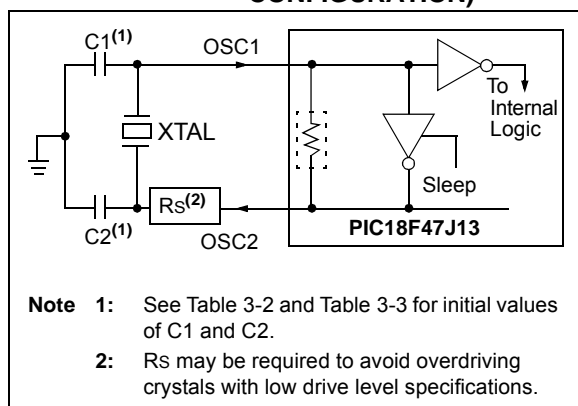 CONFIGURATION)
C1(1)
OSC1
To
Internal
Logic
XTAL
Sleep
RS(2)
C2(1)
OSC2
PIC18F47J13
Note 1: See Table 3-2 and Table 3-3 for initial values
of C1 and C2.
2: RS may be required to avoid overdriving
crystals with low drive level specifications.